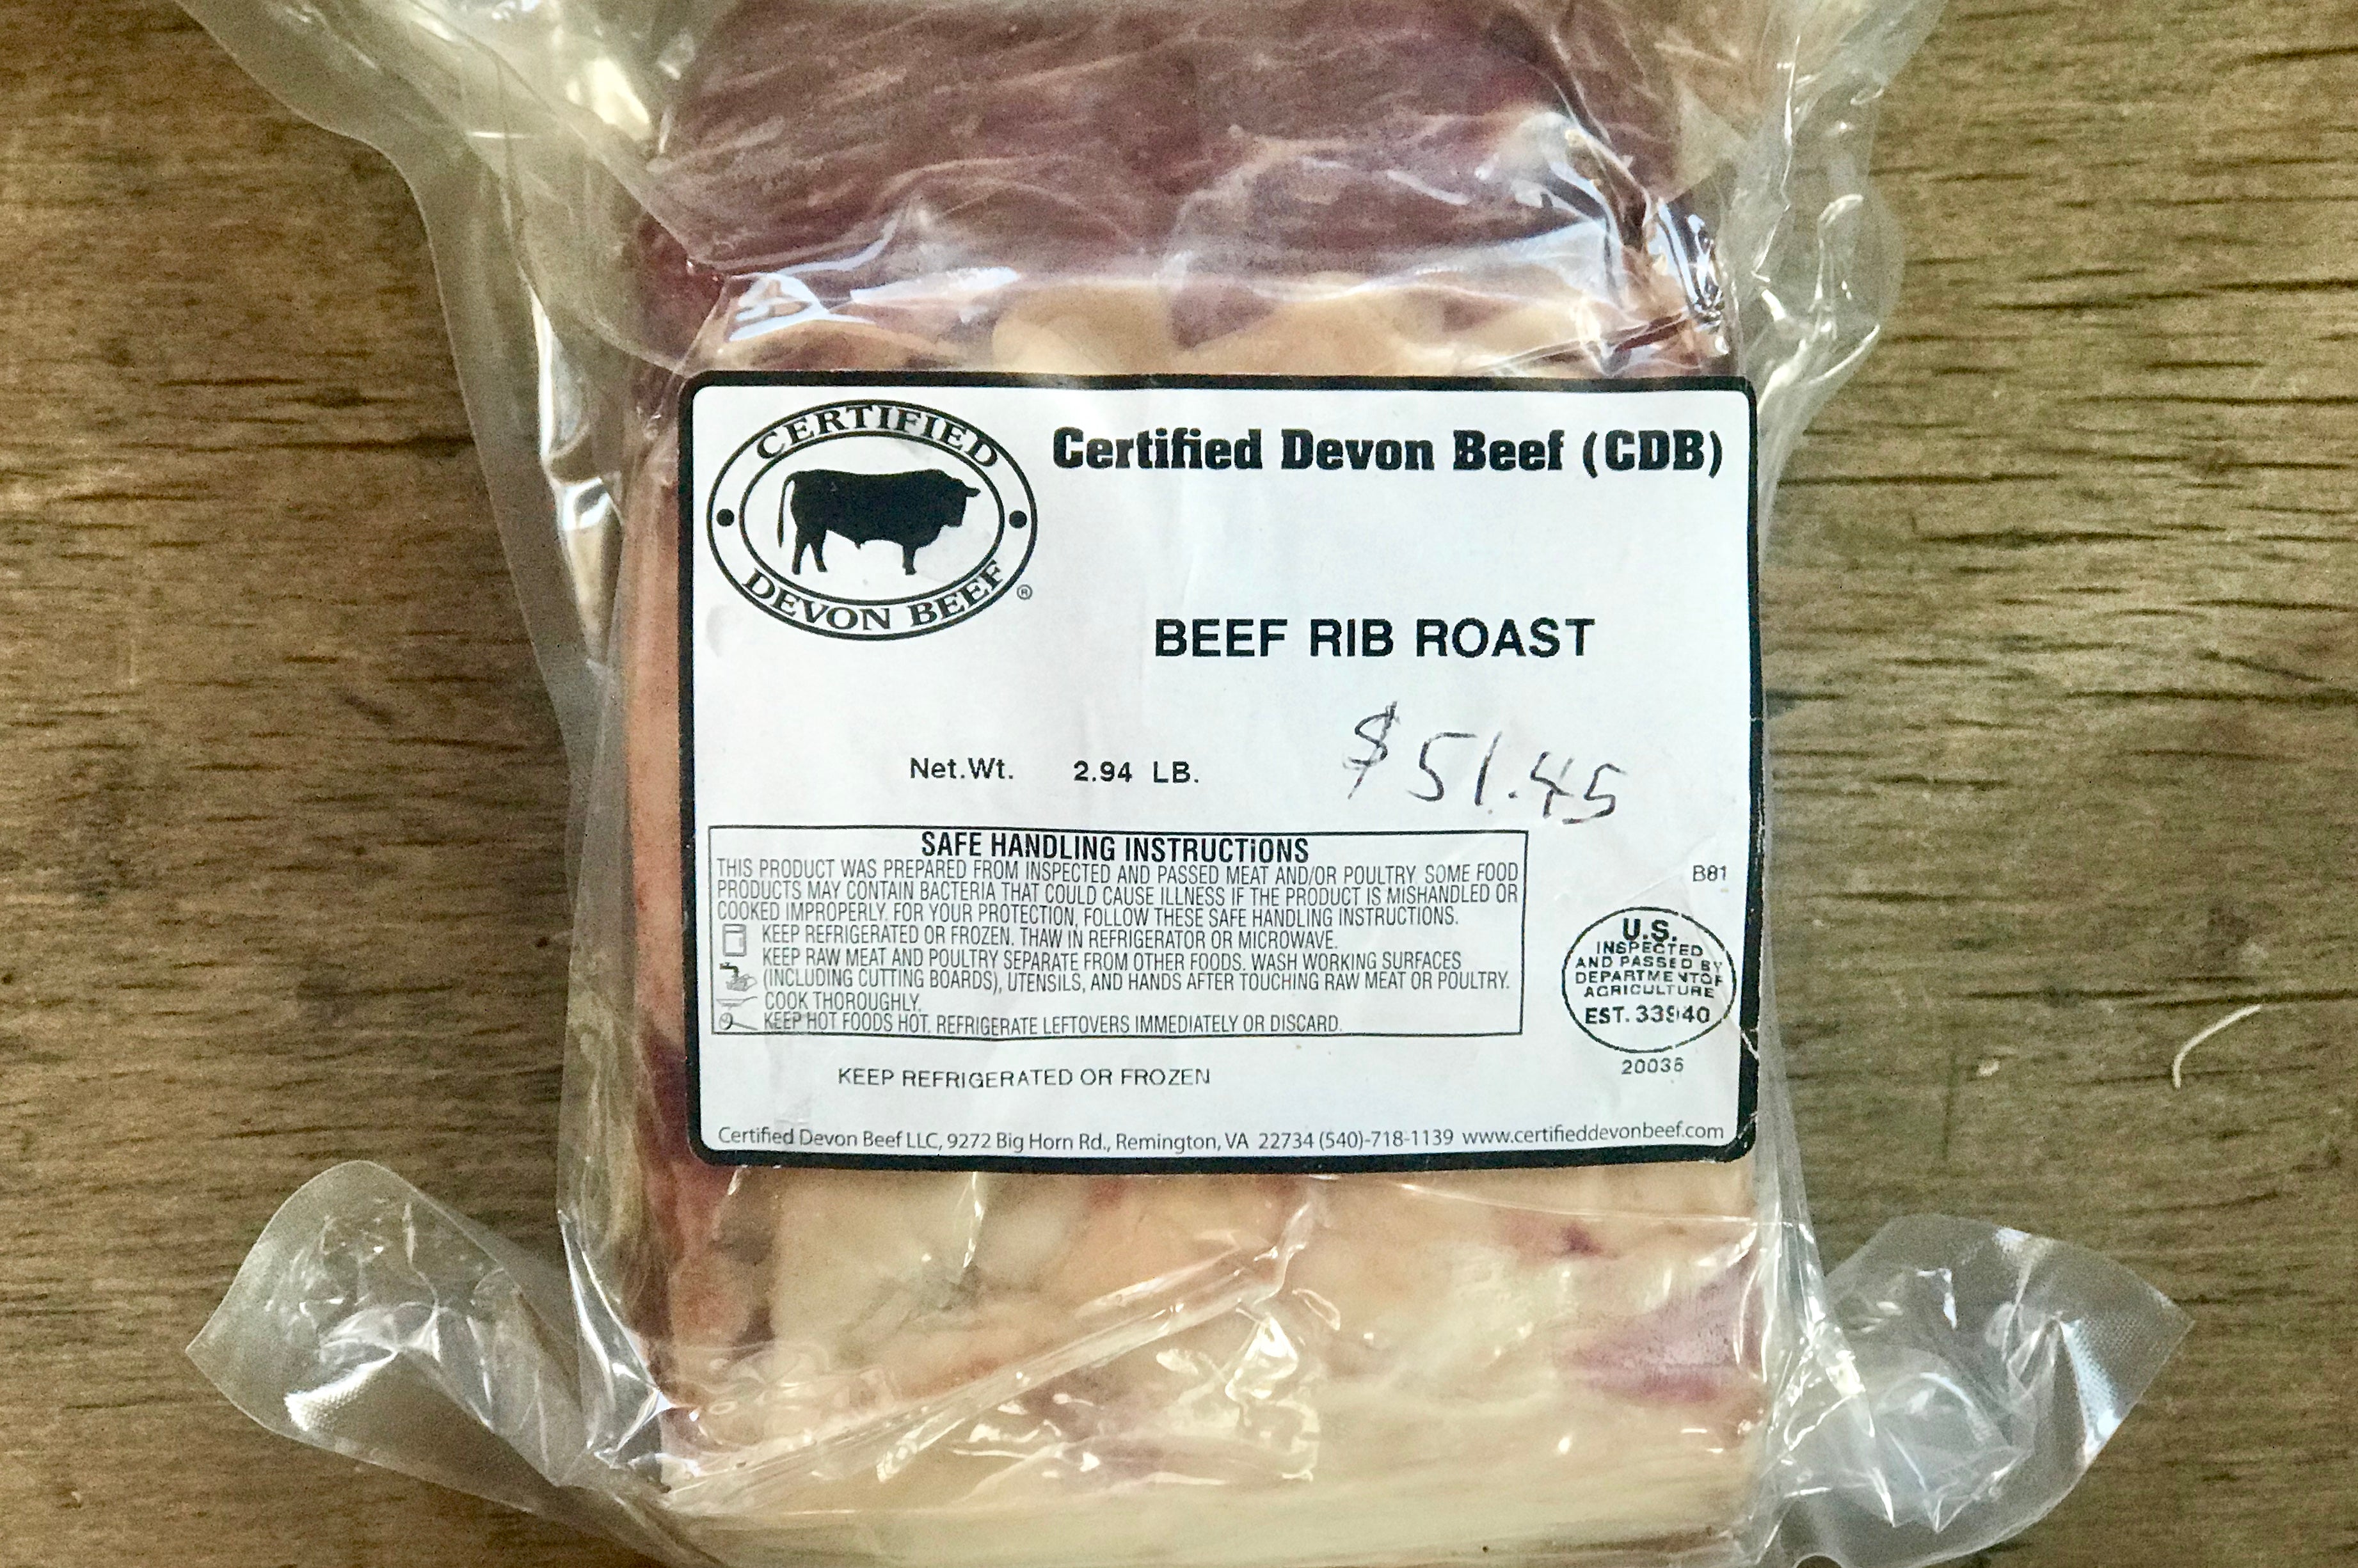 CERTIFIED
DEVON BEEF
®
Certified Devon Beef (CDB)
BEEF RIB ROAST
Net.Wt. 2.94 LB.
$51.45
SAFE HANDLING INSTRUCTIONS
THIS PRODUCT WAS PREPARED FROM INSPECTED AND PASSED MEAT AND/OR POULTRY. SOME FOOD
PRODUCTS MAY CONTAIN BACTERIA THAT COULD CAUSE ILLNESS IF THE PRODUCT IS MISHANDLED OR
COOKED IMPROPERLY. FOR YOUR PROTECTION, FOLLOW THESE SAFE HANDLING INSTRUCTIONS.
KEEP REFRIGERATED OR FROZEN. THAW IN REFRIGERATOR OR MICROWAVE.
KEEP RAW MEAT AND POULTRY SEPARATE FROM OTHER FOODS. WASH WORKING SURFACES
(INCLUDING CUTTING BOARDS), UTENSILS, AND HANDS AFTER TOUCHING RAW MEAT OR POULTRY.
COOK THOROUGHLY.
KEEP HOT FOODS HOT. REFRIGERATE LEFTOVERS IMMEDIATELY OR DISCARD.
B81
U.S.
INSPECTED
AND PASSED BY
DEPARTMENT OF
AGRICULTURE
EST. 33940
20036
KEEP REFRIGERATED OR FROZEN
Certified Devon Beef LLC, 9272 Big Horn Rd., Remington, VA 22734 (540)-718-1139 www.certifieddevonbeef.com